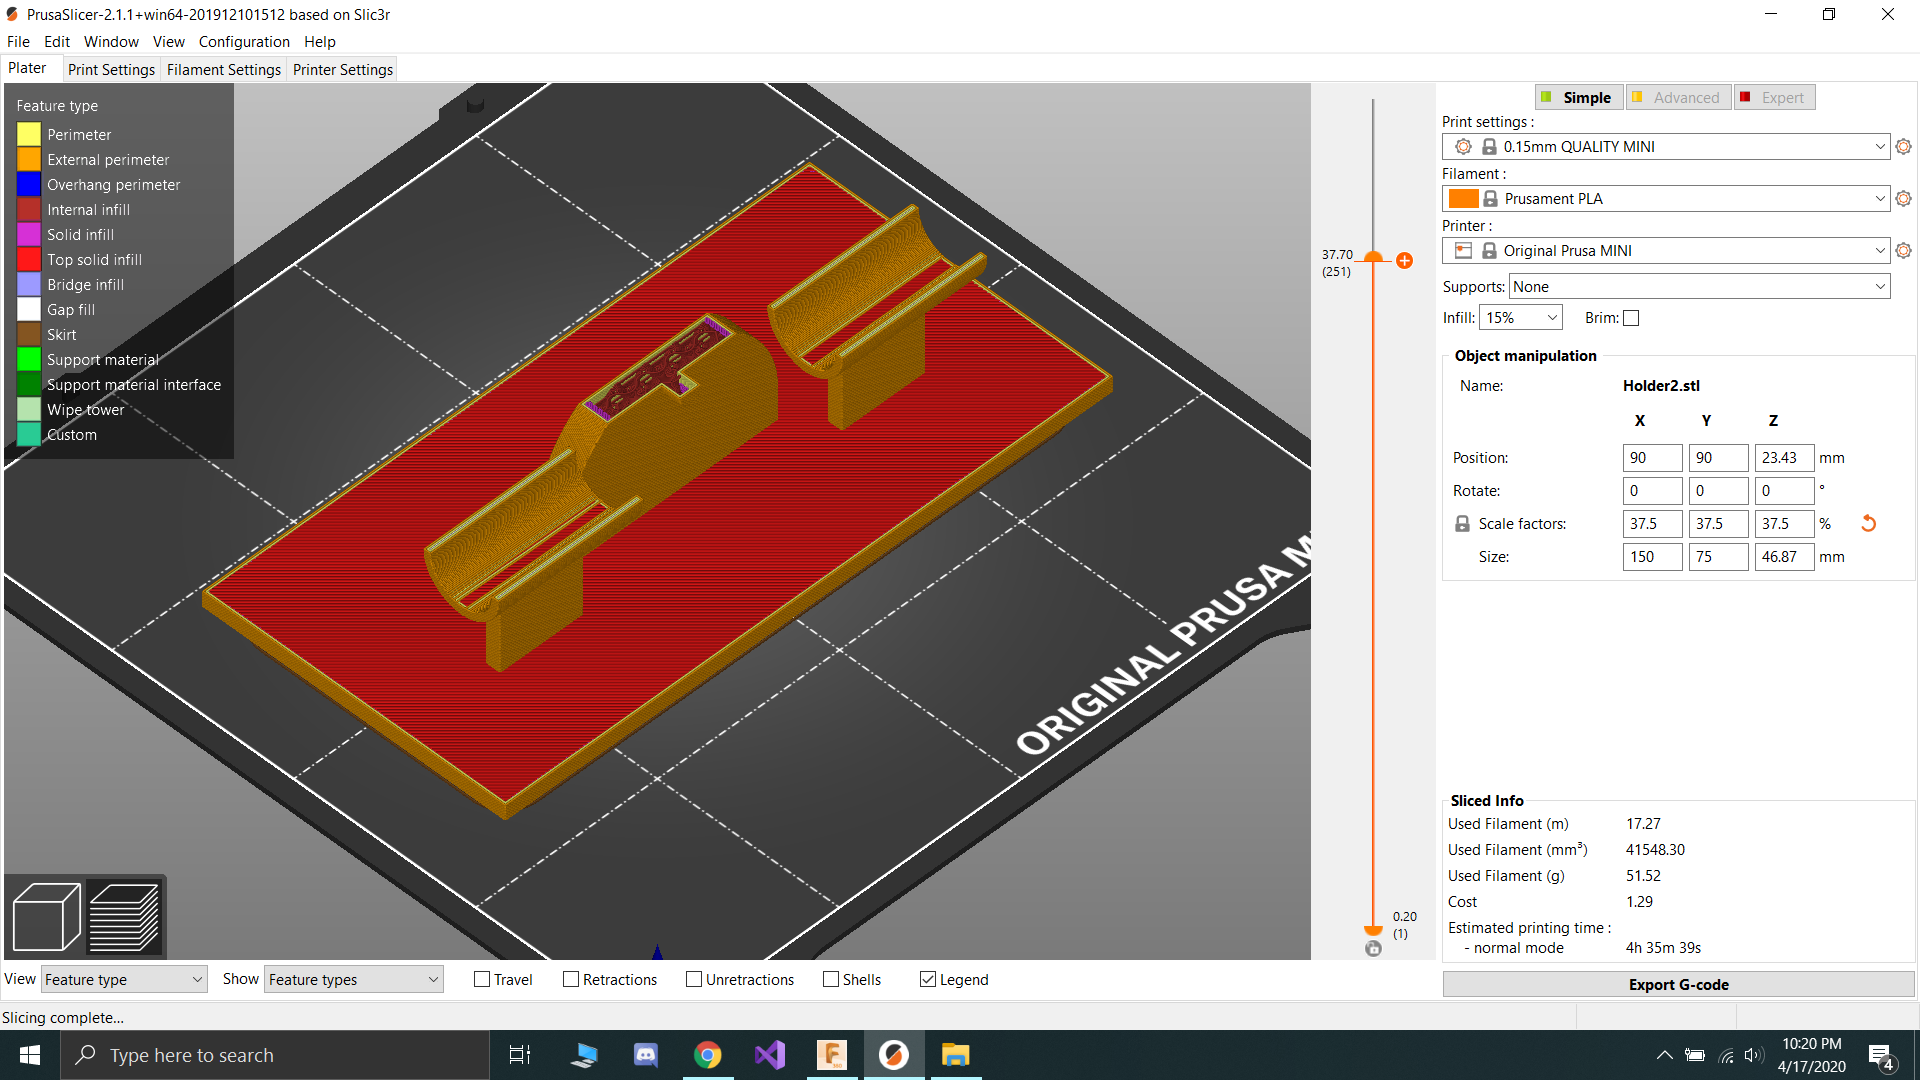 PrusaSlicer-2.1.1+win64-201912101512 based on Slic3r
File Edit Window View Configuration Help
Plater Print Settings Filament Settings Printer Settings
Feature type
Perimeter
External perimeter
Overhang perimeter
Internal infill
Solid infill
Top solid infill
Bridge infill
Gap fill
Skirt
Support material
Support material interface
Wipe tower
Custom
ORIGINAL PRUSA M
37.70
(251)
0.20
(1)
Simple Advanced Expert
Print settings :
0.15mm QUALITY MINI
Filament :
Prusament PLA
Printer :
Original Prusa MINI
Supports: None
Infill: 15% Brim:
Object manipulation
Name: Holder2.stl
X Y Z
Position: 90 90 23.43 mm
Rotate: 0 0 0 °
Scale factors: 37.5 37.5 37.5 %
Size: 150 75 46.87 mm
Sliced Info
Used Filament (m) 17.27
Used Filament (mm³) 41548.30
Used Filament (g) 51.52
Cost 1.29
Estimated printing time :
- normal mode 4h 35m 39s
Export G-code
View Feature type Show Feature types Travel Retractions Unretractions Shells Legend
Slicing complete...
Type here to search
10:20 PM
4/17/2020
4